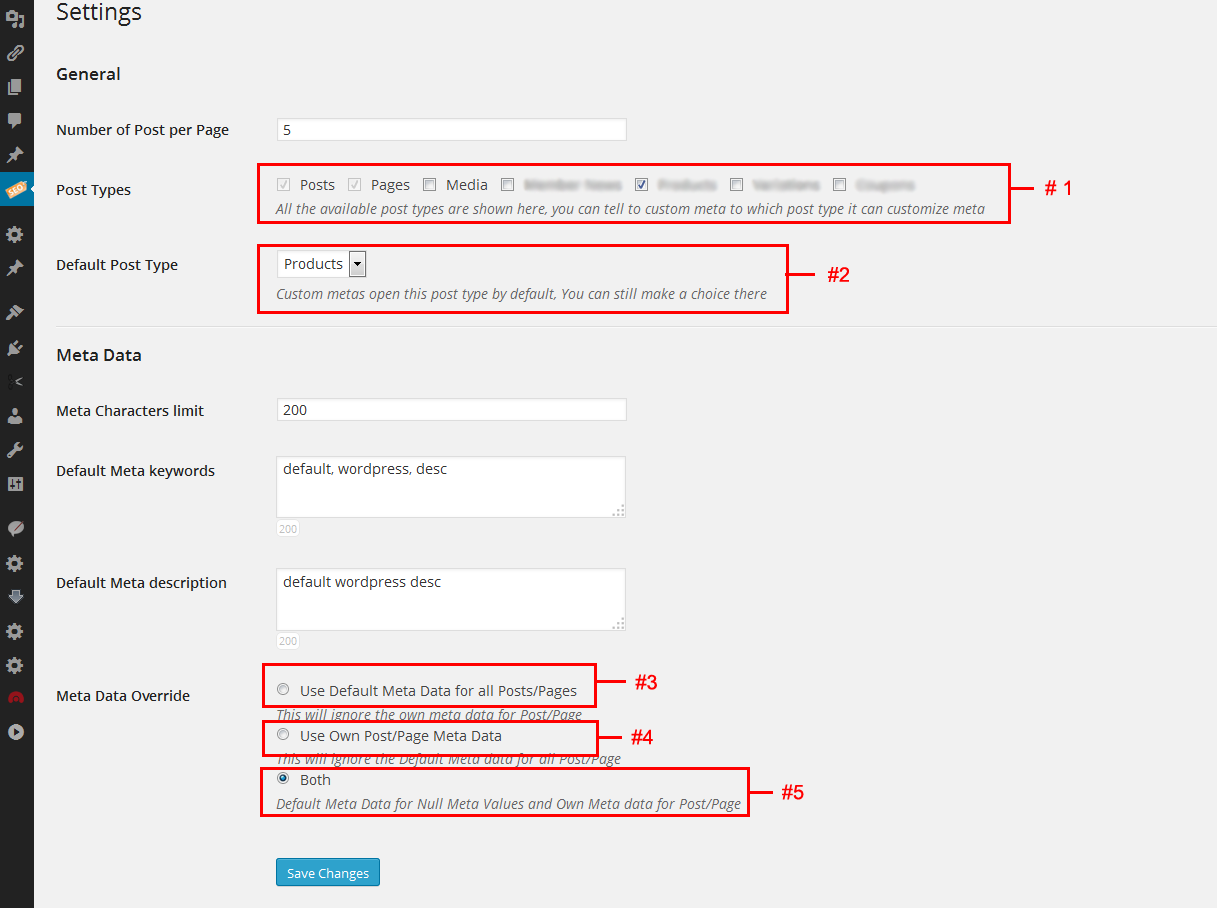 Settings
General
Number of Post per Page
5
Post Types
Posts Pages Media
All the available post types are shown here, you can tell to custom meta to which post type it can customize meta
# 1
Default Post Type
Products
Custom metas open this post type by default, You can still make a choice there
#2
Meta Data
Meta Characters limit
200
Default Meta keywords
default, wordpress, desc
200
Default Meta description
default wordpress desc
200
Meta Data Override
Use Default Meta Data for all Posts/Pages
#3
This will ignore the own meta data for Post/Page
Use Own Post/Page Meta Data
#4
This will ignore the Default Meta data for all Post/Page
Both
Default Meta Data for Null Meta Values and Own Meta data for Post/Page
#5
Save Changes
SEO